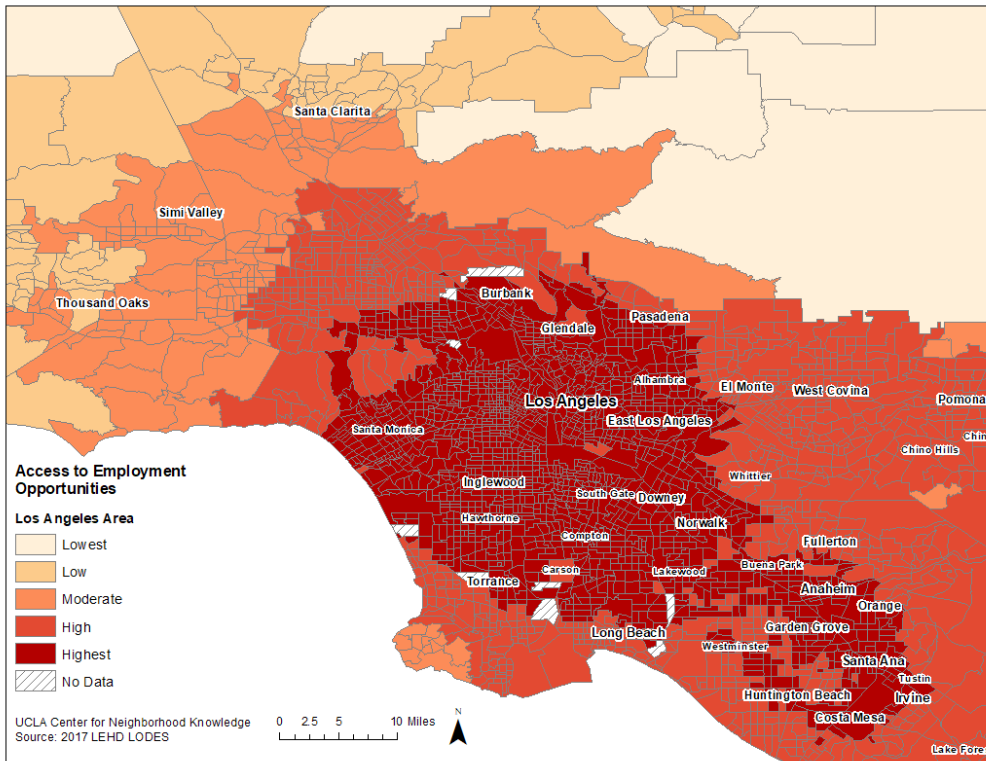 Santa Clarita
Simi Valley
Thousand Oaks
Burbank
Glendale
Pasadena
Alhambra
El Monte
West Covina
Pomona
Los Angeles
East Los Angeles
Santa Monica
Chin
Chino Hills
Whittier
Inglewood
South Gate
Downey
Hawthorne
Norwalk
Compton
Fullerton
Buena Park
Carson
Lakewood
Torrance
Anaheim
Orange
Long Beach
Garden Grove
Westminster
Santa Ana
Tustin
Huntington Beach
Irvine
Costa Mesa
Lake Fores
Access to Employment
Opportunities
Los Angeles Area
Lowest
Low
Moderate
High
Highest
No Data
UCLA Center for Neighborhood Knowledge
Source: 2017 LEHD LODES
0 2.5 5 10 Miles
N